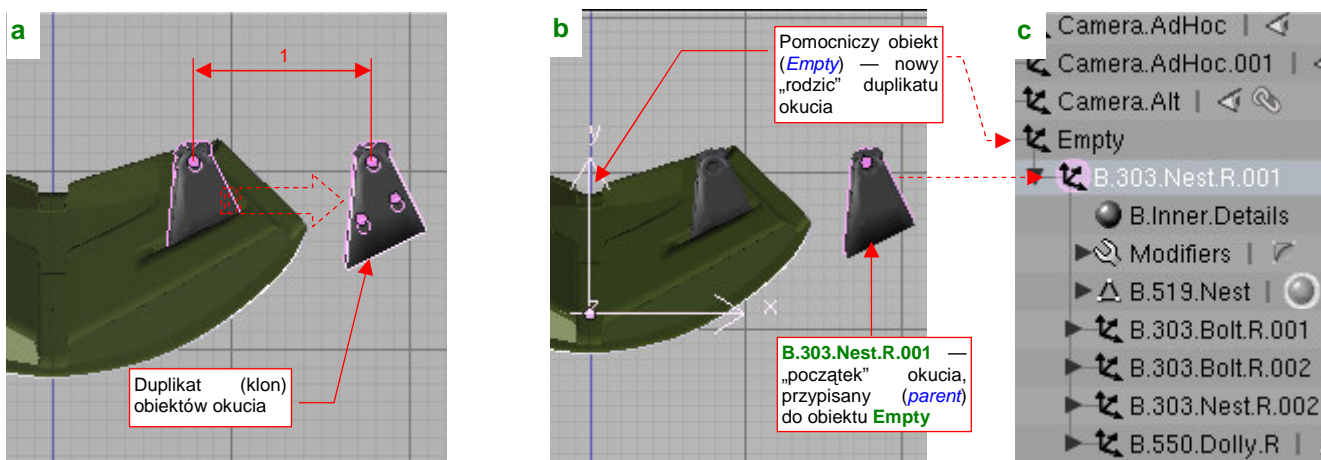 a
1
Duplikat (klon)
obiektów okucia
b
Pomocniczy obiekt
(Empty) — nowy
„rodzic” duplikatu
okucia
y
x
z
B.303.Nest.R.001 —
„początek” okucia,
przypisany (parent)
do obiektu Empty
c
Camera.AdHoc |
Camera.AdHoc.001 |
Camera.Alt |
Empty
B.303.Nest.R.001
B.Inner.Details
Modifiers |
B.519.Nest |
B.303.Bolt.R.001
B.303.Bolt.R.002
B.303.Nest.R.002
B.550.Dolly.R |